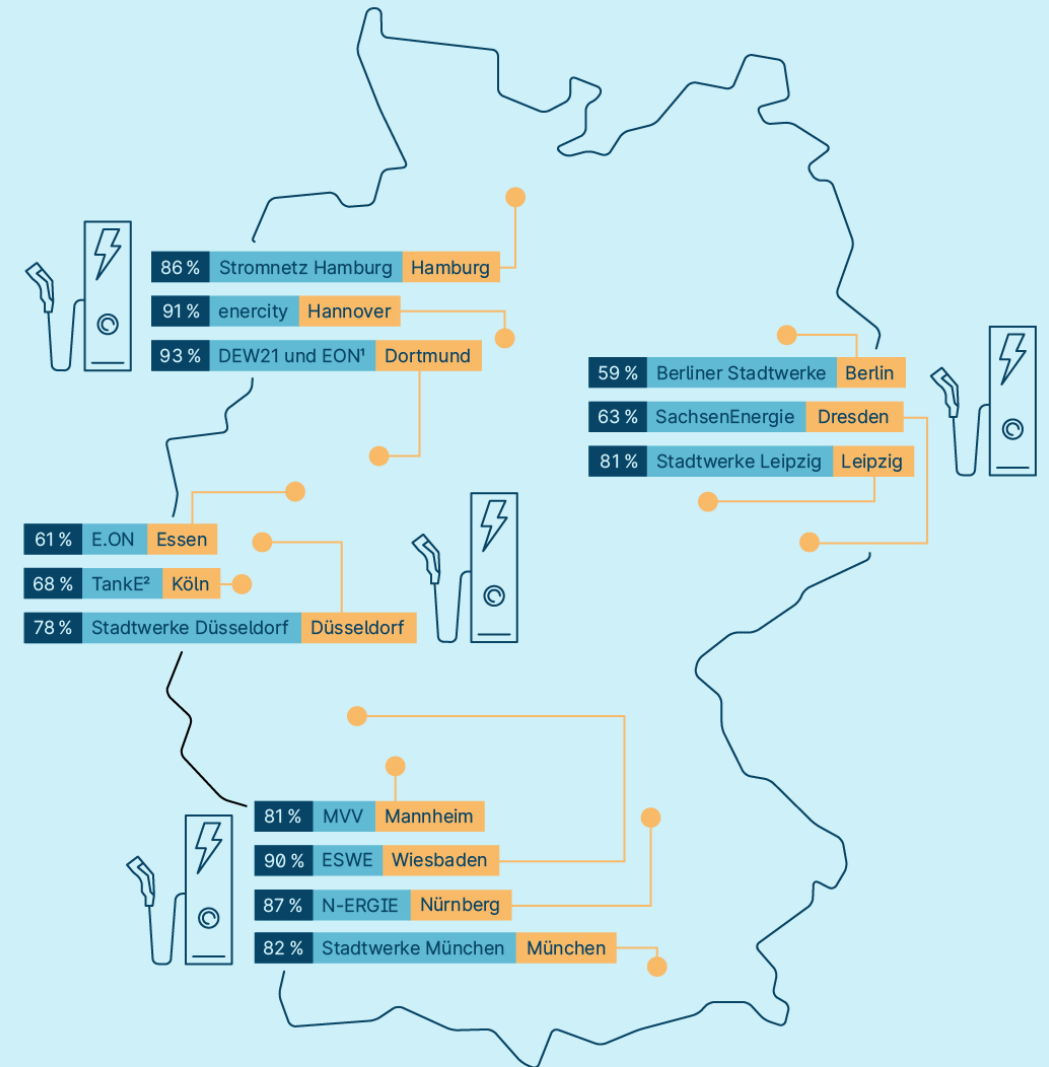 86 % Stromnetz Hamburg Hamburg
91 % enercity Hannover
93 % DEW21 und EON¹ Dortmund
59 % Berliner Stadtwerke Berlin
63 % SachsenEnergie Dresden
81 % Stadtwerke Leipzig Leipzig
61 % E.ON Essen
68 % TankE² Köln
78 % Stadtwerke Düsseldorf Düsseldorf
81 % MVV Mannheim
90 % ESWE Wiesbaden
87 % N-ERGIE Nürnberg
82 % Stadtwerke München München